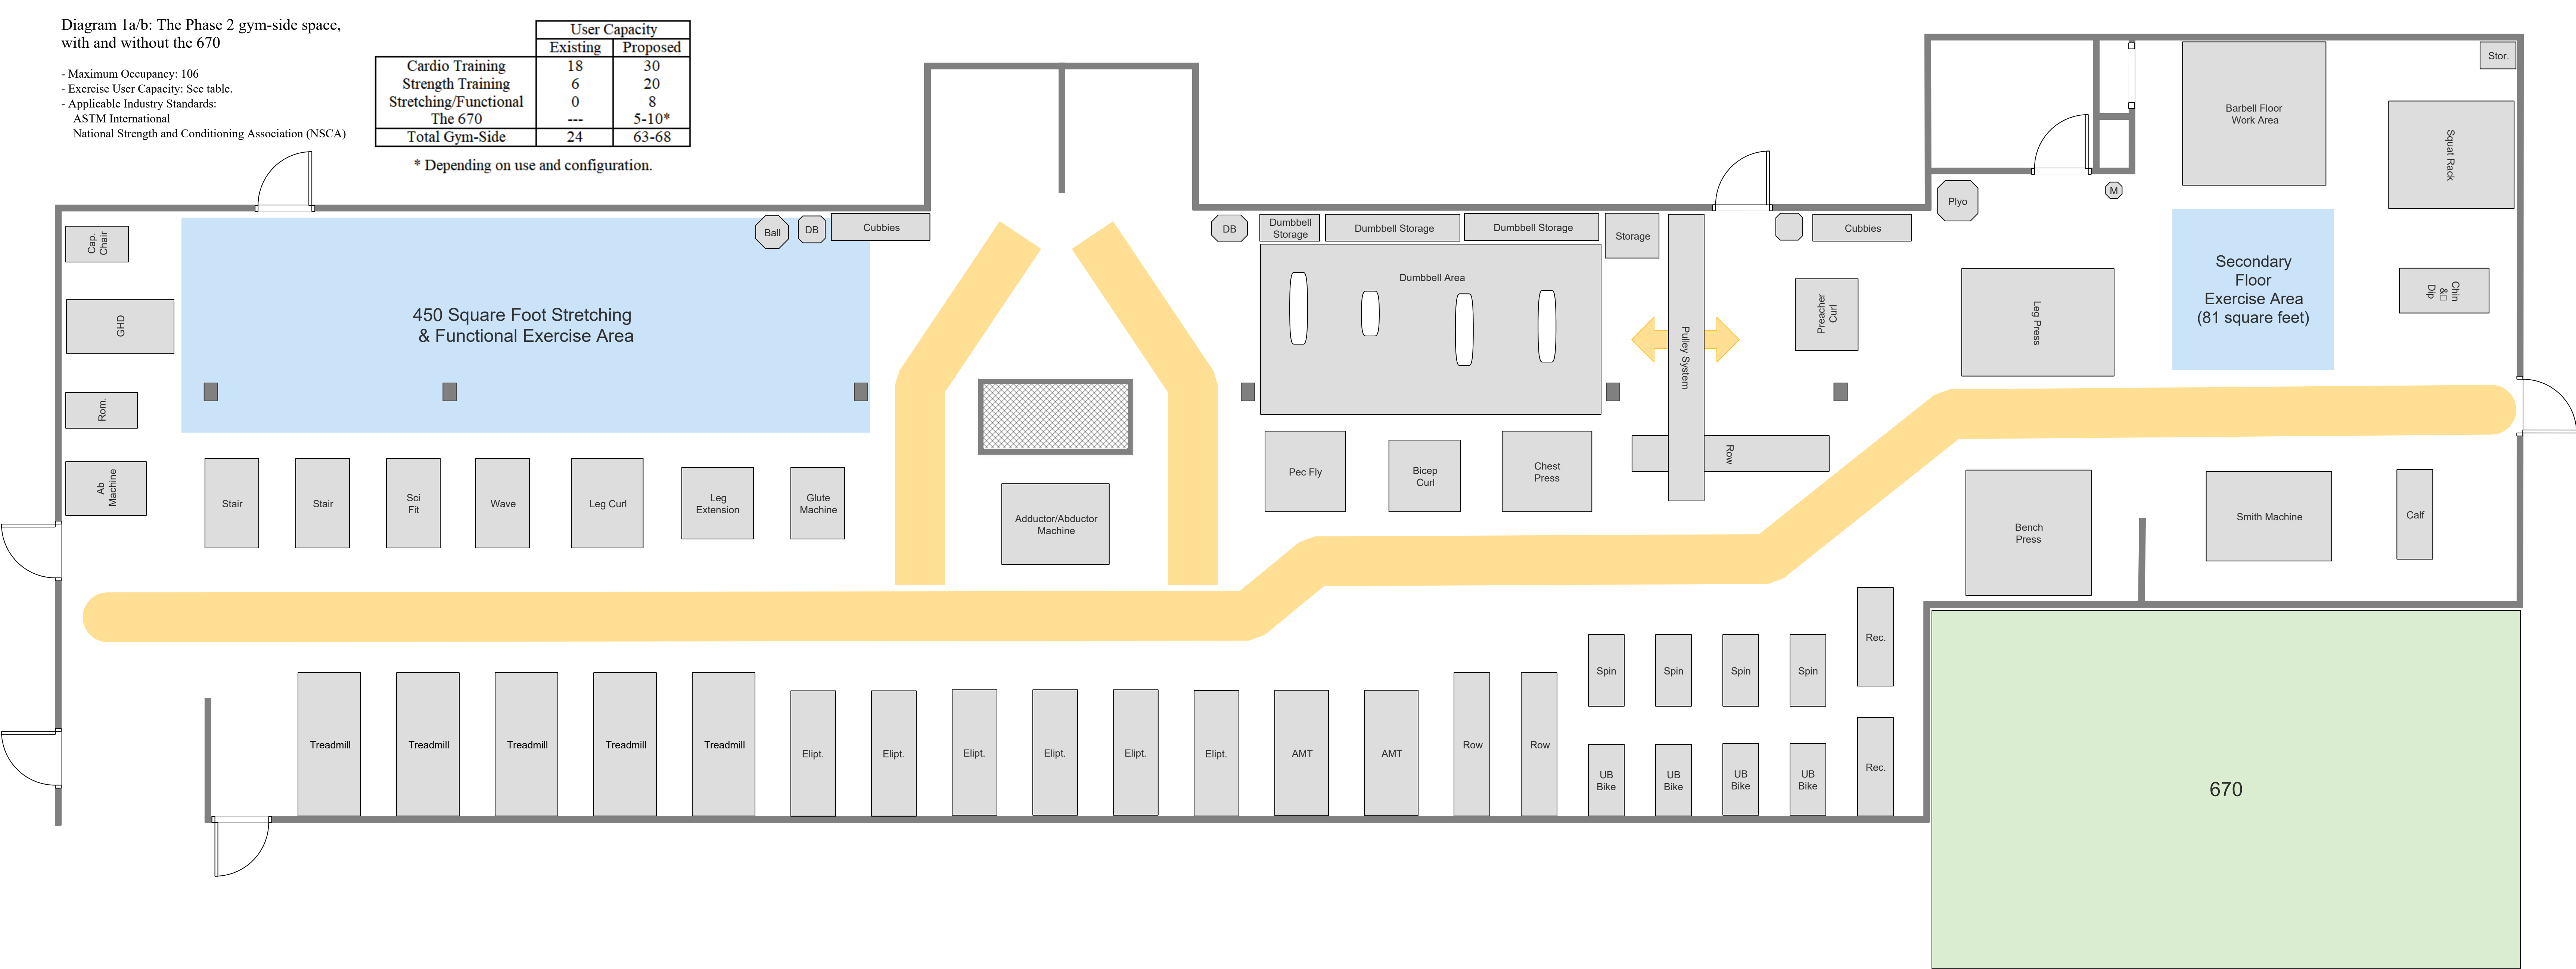 Diagram 1a/b: The Phase 2 gym-side space,
with and without the 670
- Maximum Occupancy: 106
- Exercise User Capacity: See table.
- Applicable Industry Standards:
ASTM International
National Strength and Conditioning Association (NSCA)
User Capacity
Existing Proposed
Cardio Training 18 30
Strength Training 6 20
Stretching/Functional 0 8
The 670 --- 5-10*
Total Gym-Side 24 63-68
* Depending on use and configuration.
Cap.
Chair
GHD
Rom.
Ab
Machine
450 Square Foot Stretching
& Functional Exercise Area
Ball
DB
Cubbies
Stair
Stair
Sci
Fit
Wave
Leg Curl
Leg
Extension
Glute
Machine
Adductor/Abductor
Machine
DB
Dumbbell
Storage
Dumbbell Storage
Dumbbell Storage
Storage
Dumbbell Area
Pulley System
Pec Fly
Bicep
Curl
Chest
Press
Row
Cubbies
Preacher
Curl
Plyo
M
Barbell Floor
Work Area
Stor.
Squat Rack
Leg Press
Secondary
Floor
Exercise Area
(81 square feet)
Chin
&
Dip
Bench
Press
Smith Machine
Calf
Treadmill
Treadmill
Treadmill
Treadmill
Treadmill
Elipt.
Elipt.
Elipt.
Elipt.
Elipt.
Elipt.
AMT
AMT
Row
Row
Spin
Spin
Spin
Spin
Rec.
UB
Bike
UB
Bike
UB
Bike
UB
Bike
Rec.
670